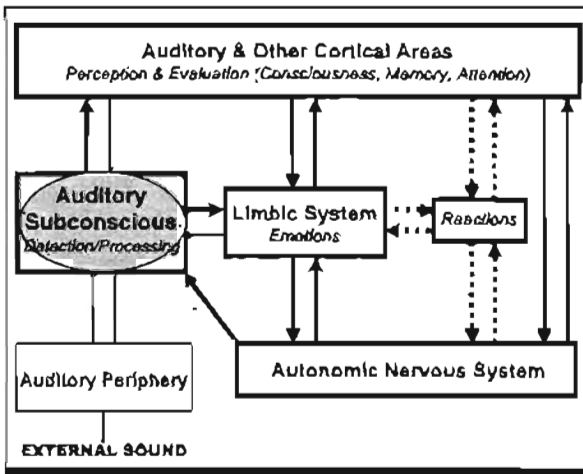 Auditory & Other Cortical Areas
Perception & Evaluation (Consciousness, Memory, Attention)
Auditory
Subconscious
Detection/Processing
Limbic System
Emotions
Reactions
Auditory Periphery
Autonomic Nervous System
EXTERNAL SOUND